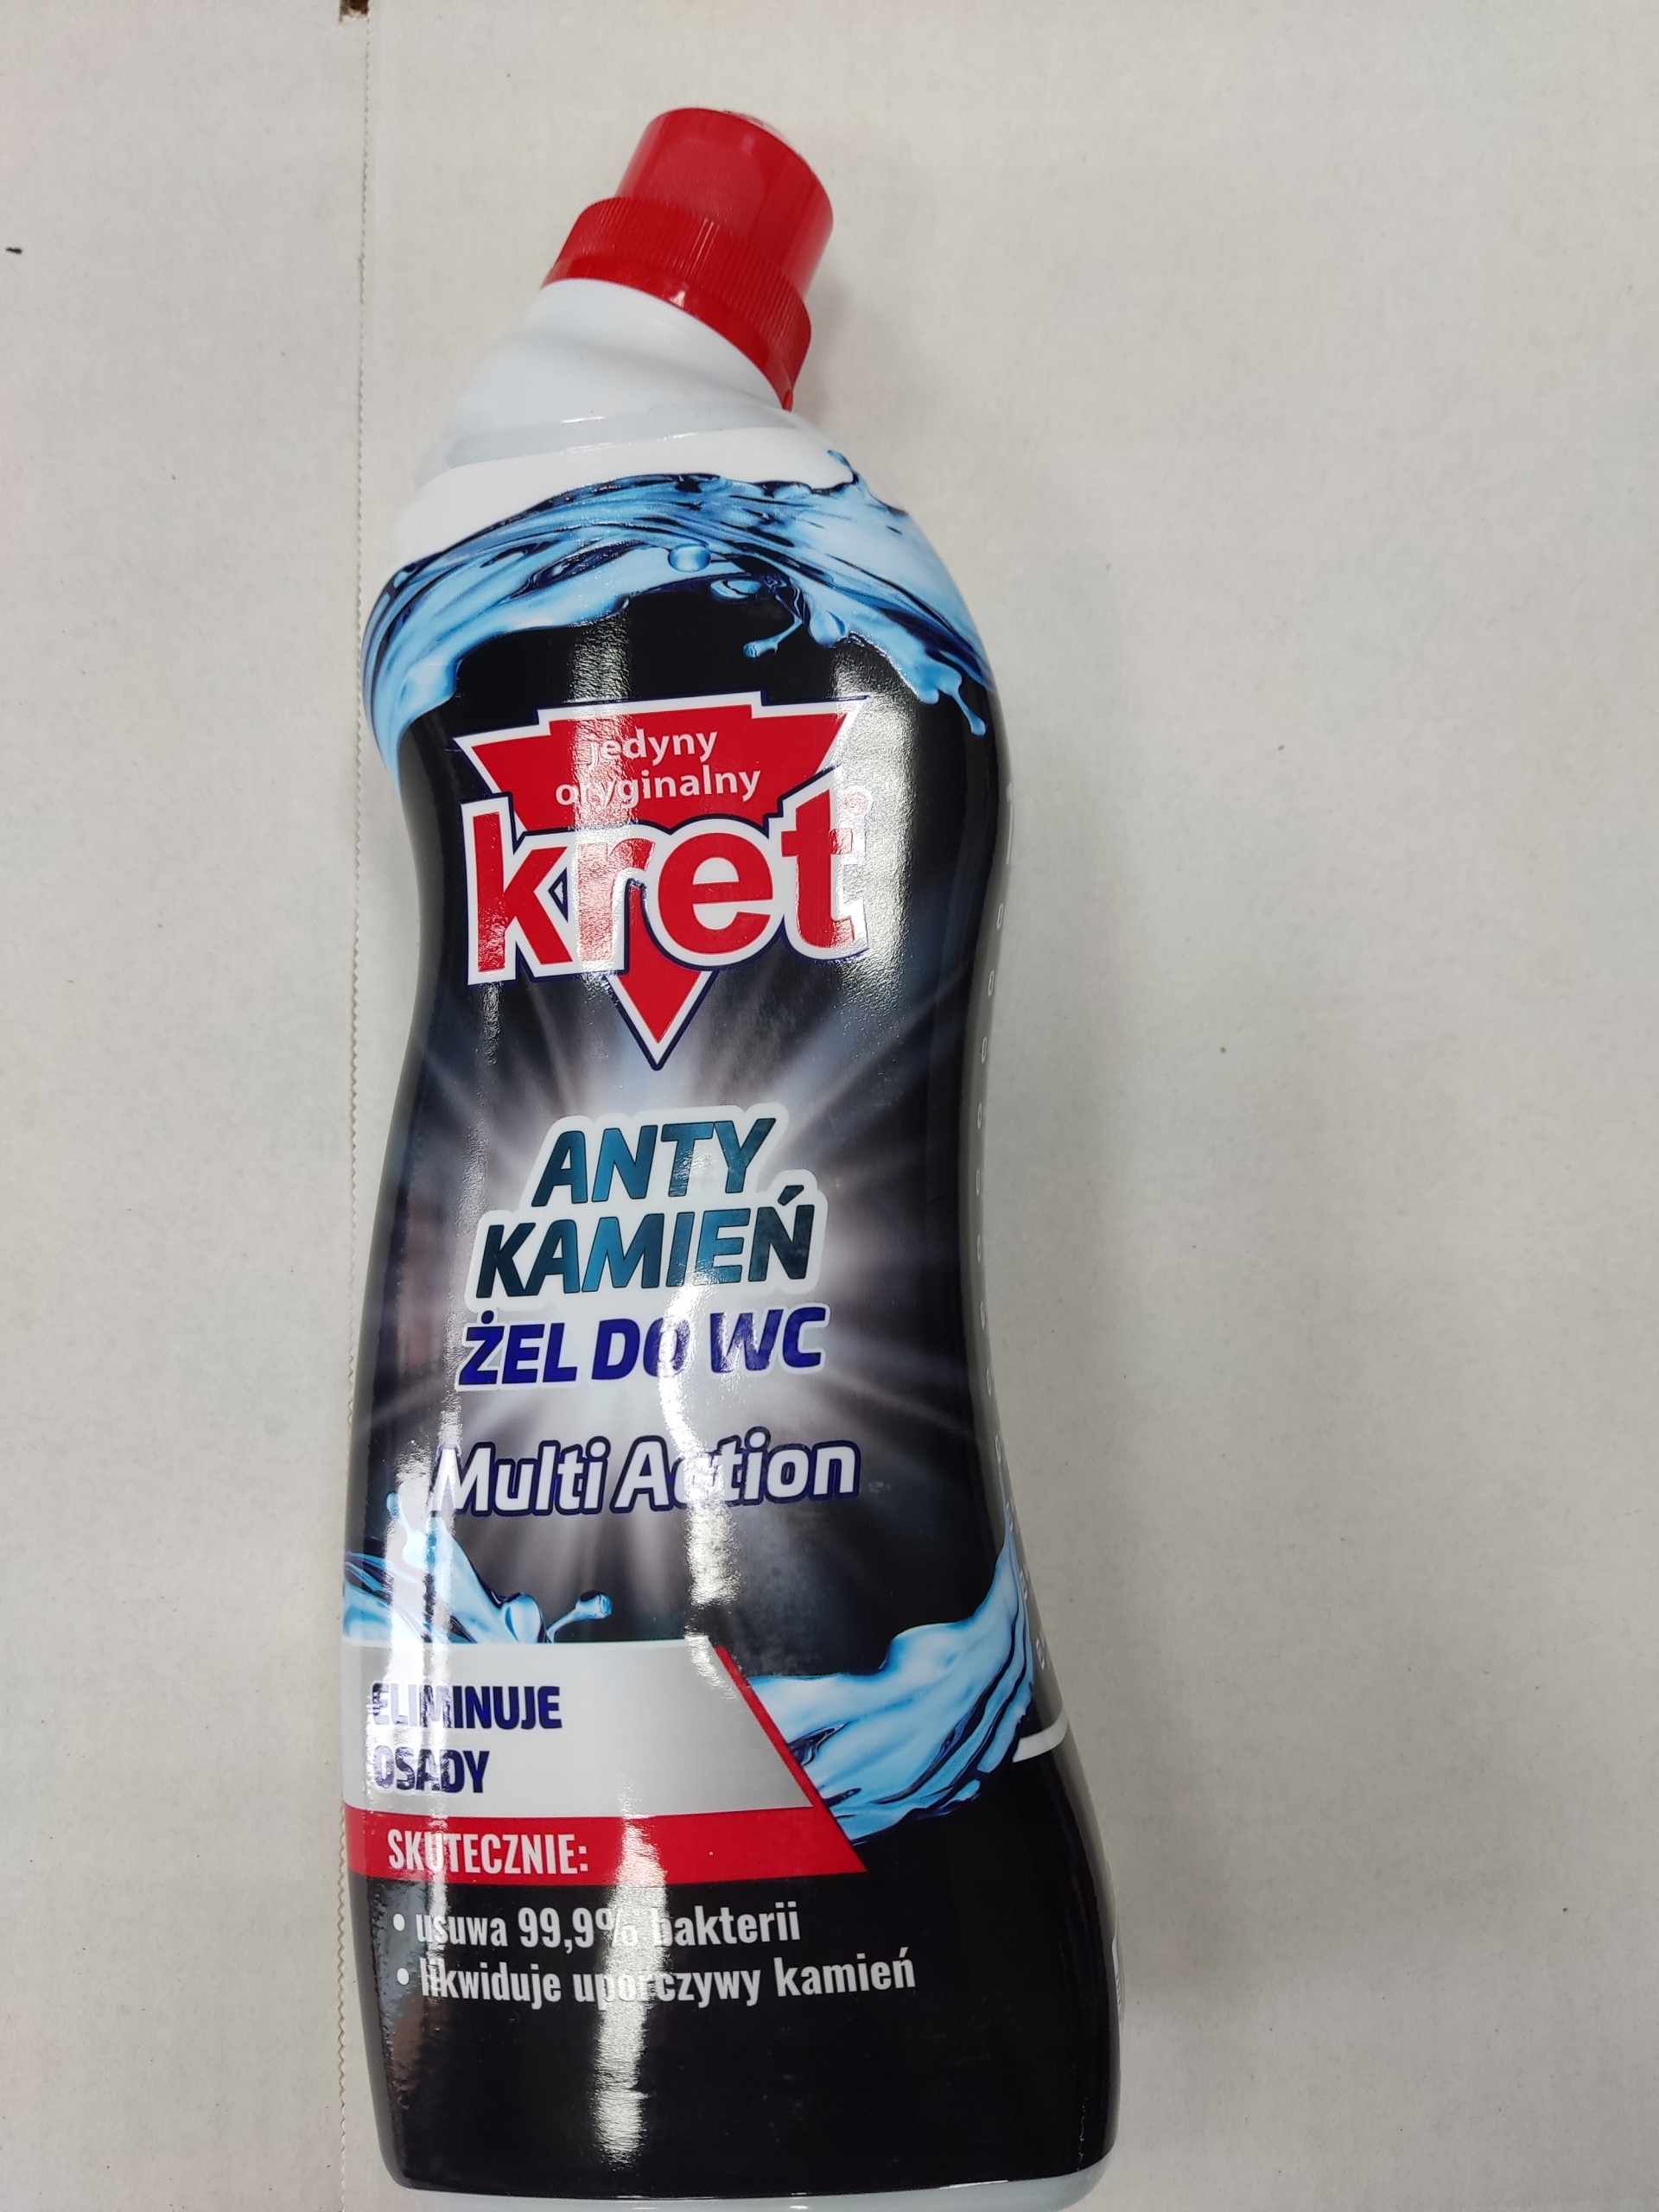 jedyny
oryginalny
kret®
ANTY
KAMIEŃ
ŻEL DO WC
Multi Action
ELIMINUJE
OSADY
SKUTECZNIE:
• usuwa 99,9% bakterii
• likwiduje uporczywy kamień